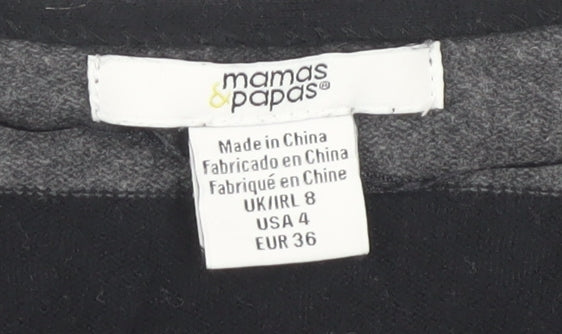 mamas
&papas®
Made in China
Fabricado en China
Fabriqué en Chine
UK/IRL 8
USA 4
EUR 36